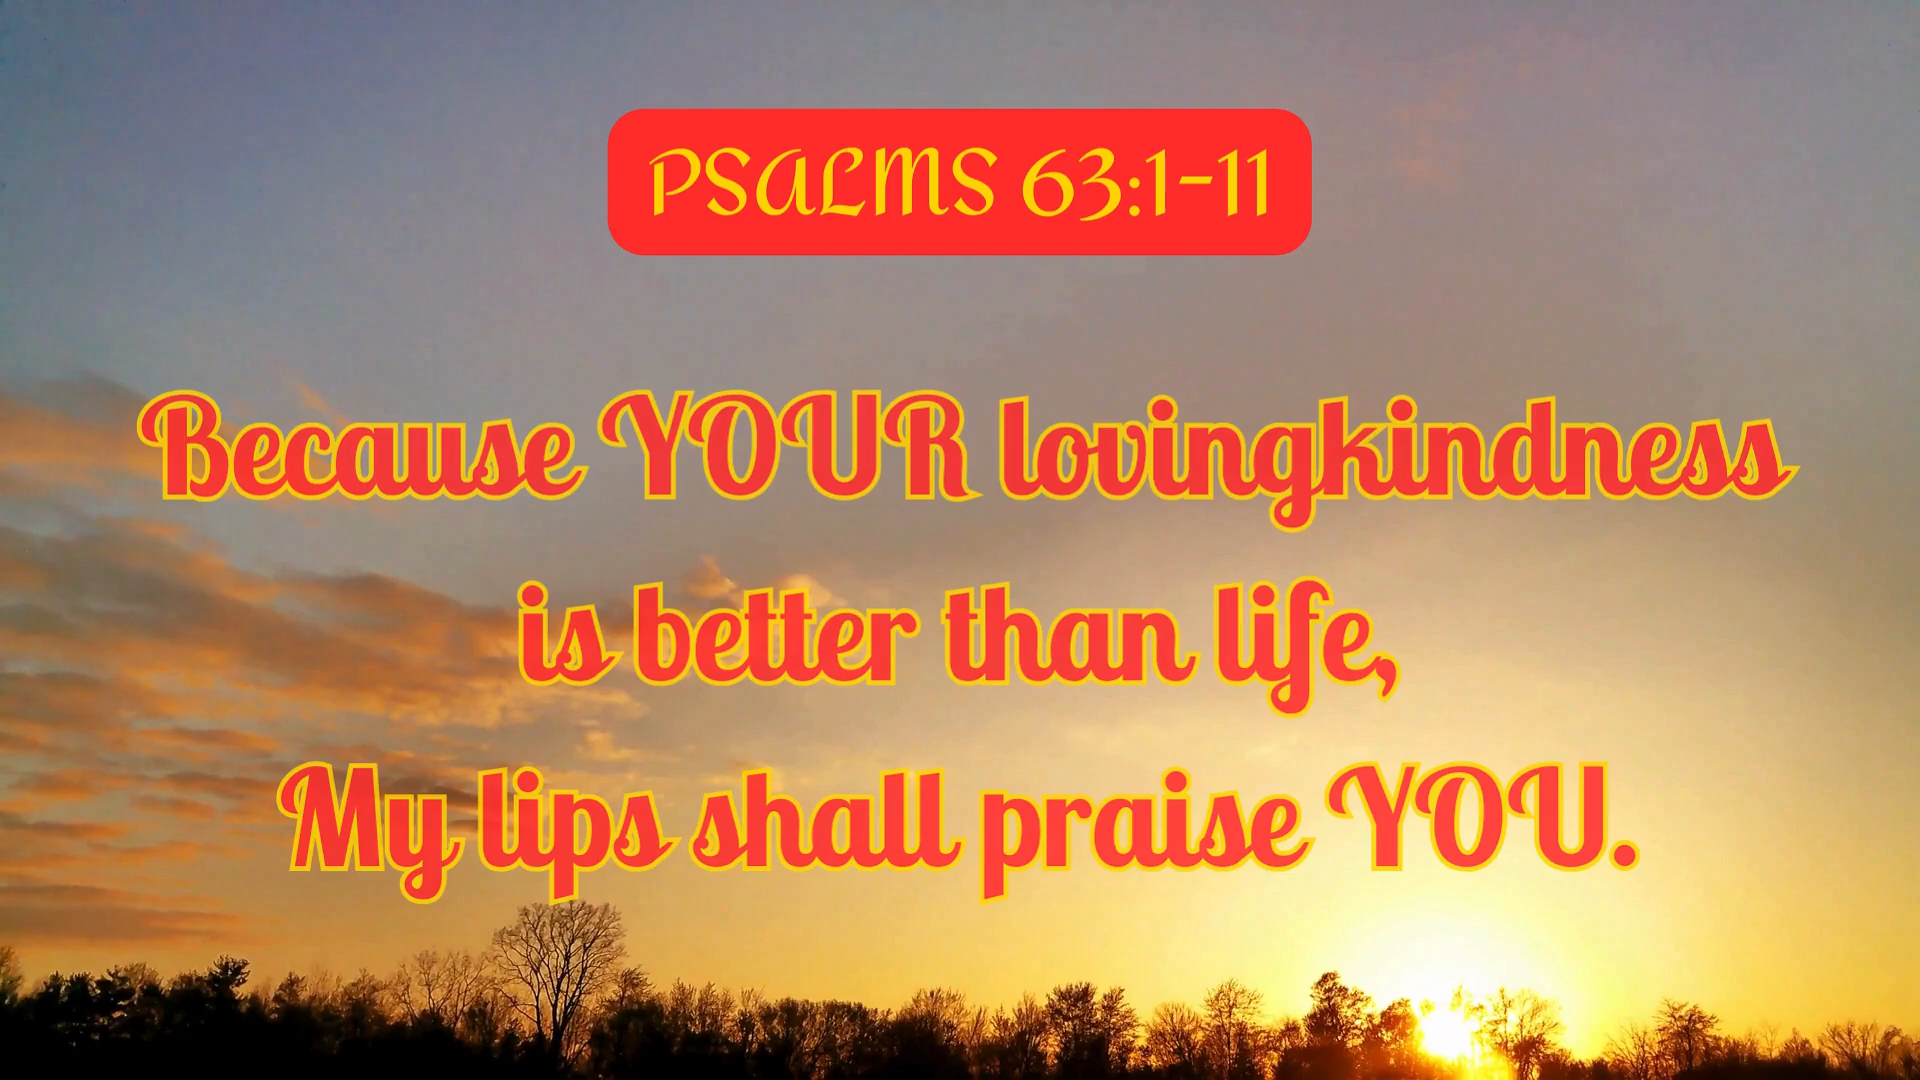 PSALMS 63:1-11
Because YOUR lovingkindness
is better than life,
My lips shall praise YOU.